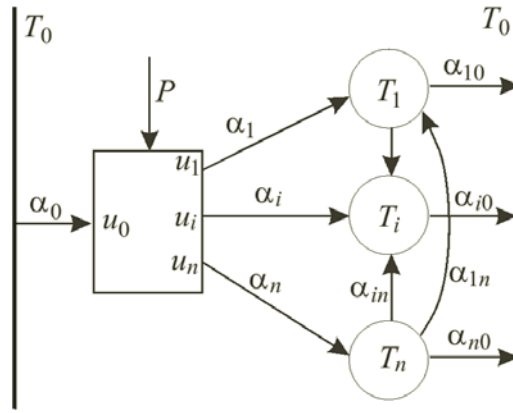 T₀ T₀
α₁₀
P
T₁
α₁
u₁
α₀ u₀ uᵢ αᵢ Tᵢ αᵢ₀
uₙ
αₙ αᵢₙ α₁ₙ
Tₙ αₙ₀